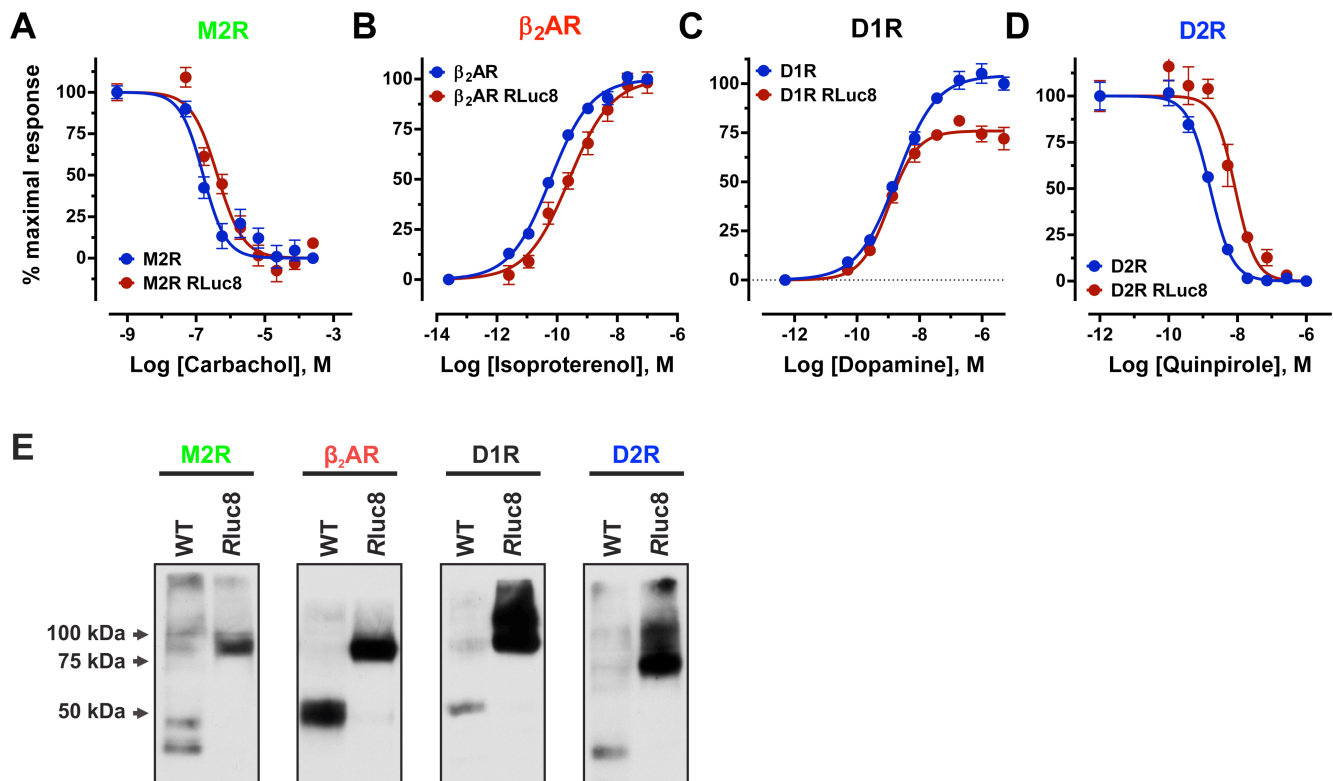 A
M2R
% maximal response
100
75
50
25
0
M2R
M2R RLuc8
-9
-7
-5
-3
Log [Carbachol], M
B
β₂AR
100
75
50
25
0
β₂AR
β₂AR RLuc8
-14
-12
-10
-8
-6
Log [Isoproterenol], M
C
D1R
100
75
50
25
0
D1R
D1R RLuc8
-12
-10
-8
-6
Log [Dopamine], M
D
D2R
100
75
50
25
0
D2R
D2R RLuc8
-12
-10
-8
-6
Log [Quinpirole], M
E
M2R
β₂AR
D1R
D2R
WT
Rluc8
WT
Rluc8
WT
Rluc8
WT
Rluc8
100 kDa
75 kDa
50 kDa